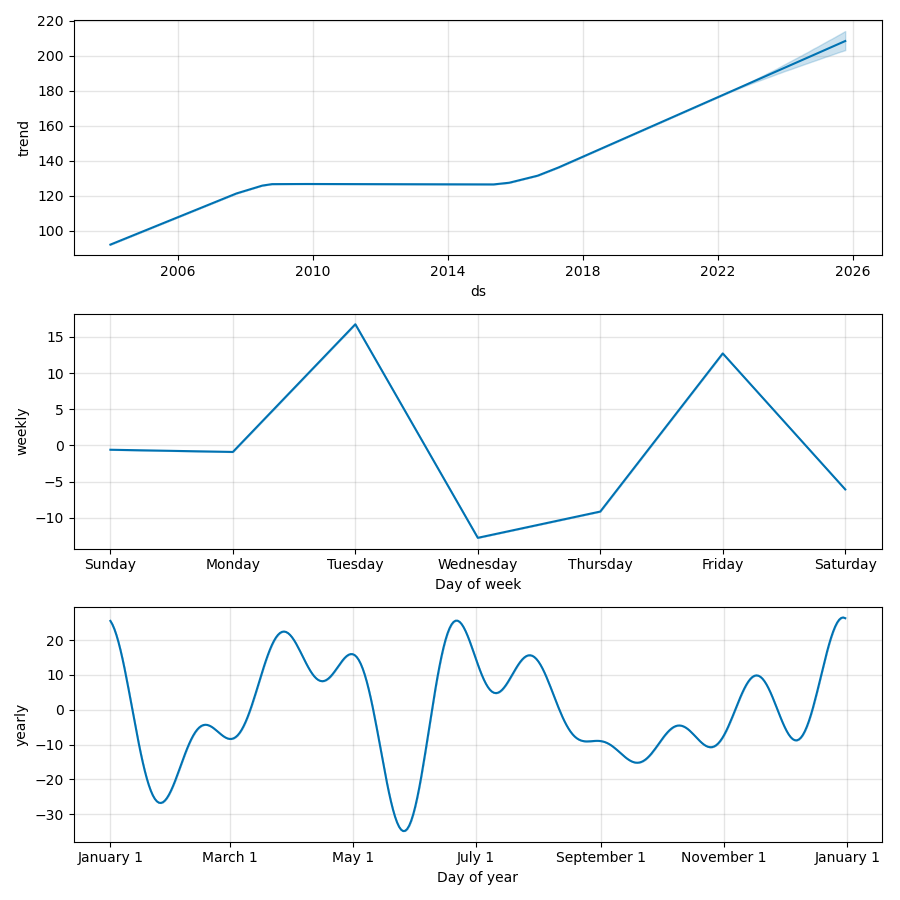 220
200
180
160
140
120
100
trend
2006 2010 2014 2018 2022 2026
ds
15
10
5
0
−5
−10
weekly
Sunday Monday Tuesday Wednesday Thursday Friday Saturday
Day of week
20
10
0
−10
−20
−30
yearly
January 1 March 1 May 1 July 1 September 1 November 1 January 1
Day of year